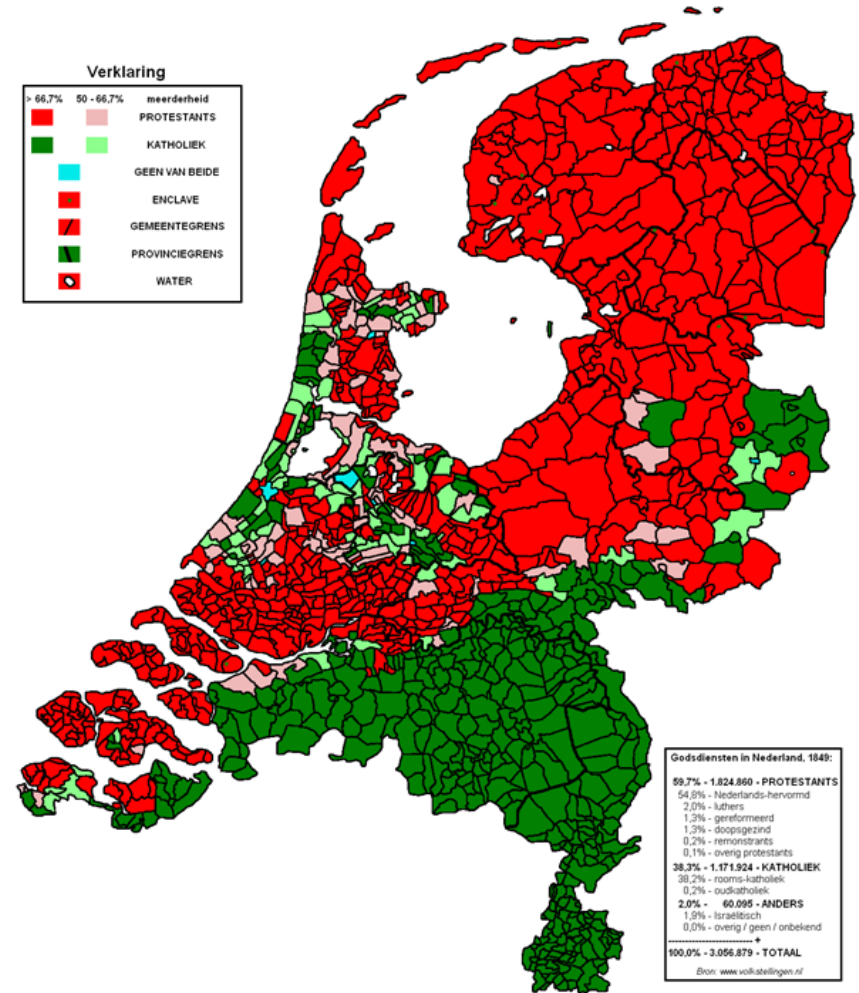 Verklaring
> 66,7% 50 - 66,7% meerderheid
PROTESTANTS
KATHOLIEK
GEEN VAN BEIDE
ENCLAVE
GEMEENTEGRENS
PROVINCIEGRENS
WATER
Godsdiensten in Nederland, 1849:
59,7% - 1.824.860 - PROTESTANTS
54,8% - Nederlands-hervormd
2,0% - luthers
1,3% - gereformeerd
1,3% - doopsgezind
0,2% - remonstrants
0,1% - overig protestants
38,3% - 1.171.924 - KATHOLIEK
38,2% - rooms-katholiek
0,2% - oudkatholiek
2,0% - 60.095 - ANDERS
1,9% - Israëlitisch
0,0% - overig / geen / onbekend
-------------------------- +
100,0% - 3.056.879 - TOTAAL
Bron: www.volkstellingen.nl